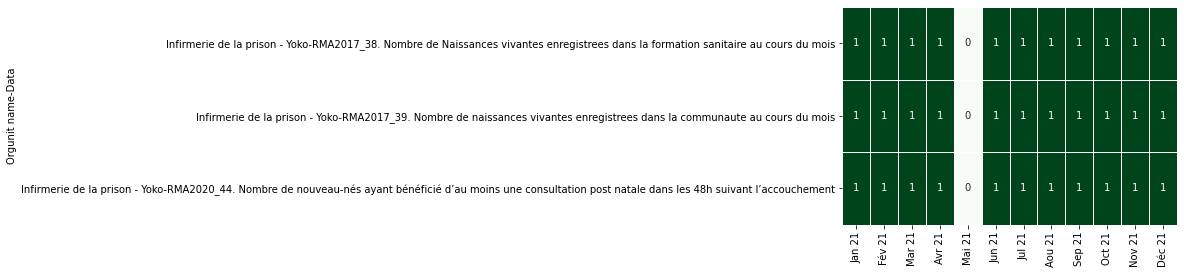 Orgunit name-Data
Infirmerie de la prison - Yoko-RMA2017_38. Nombre de Naissances vivantes enregistrees dans la formation sanitaire au cours du mois
1 1 1 1 0 1 1 1 1 1 1 1
Infirmerie de la prison - Yoko-RMA2017_39. Nombre de naissances vivantes enregistrees dans la communaute au cours du mois
1 1 1 1 0 1 1 1 1 1 1 1
Infirmerie de la prison - Yoko-RMA2020_44. Nombre de nouveau-nés ayant bénéficié d’au moins une consultation post natale dans les 48h suivant l’accouchement
1 1 1 1 0 1 1 1 1 1 1 1
Jan 21 Fév 21 Mar 21 Avr 21 Mai 21 Jun 21 Jul 21 Aou 21 Sep 21 Oct 21 Nov 21 Déc 21